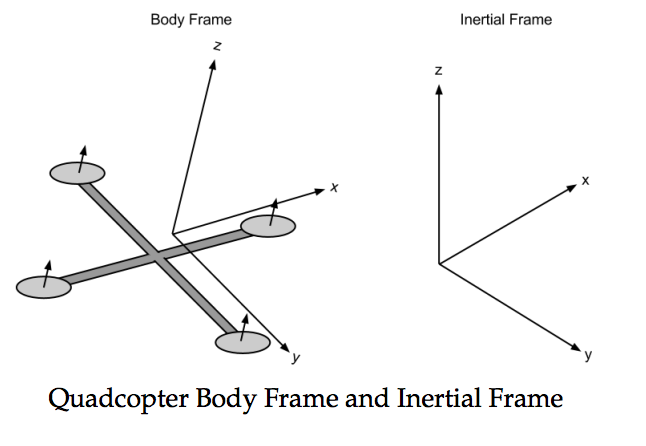 Body Frame
Inertial Frame
z
x
y
z
x
y
Quadcopter Body Frame and Inertial Frame